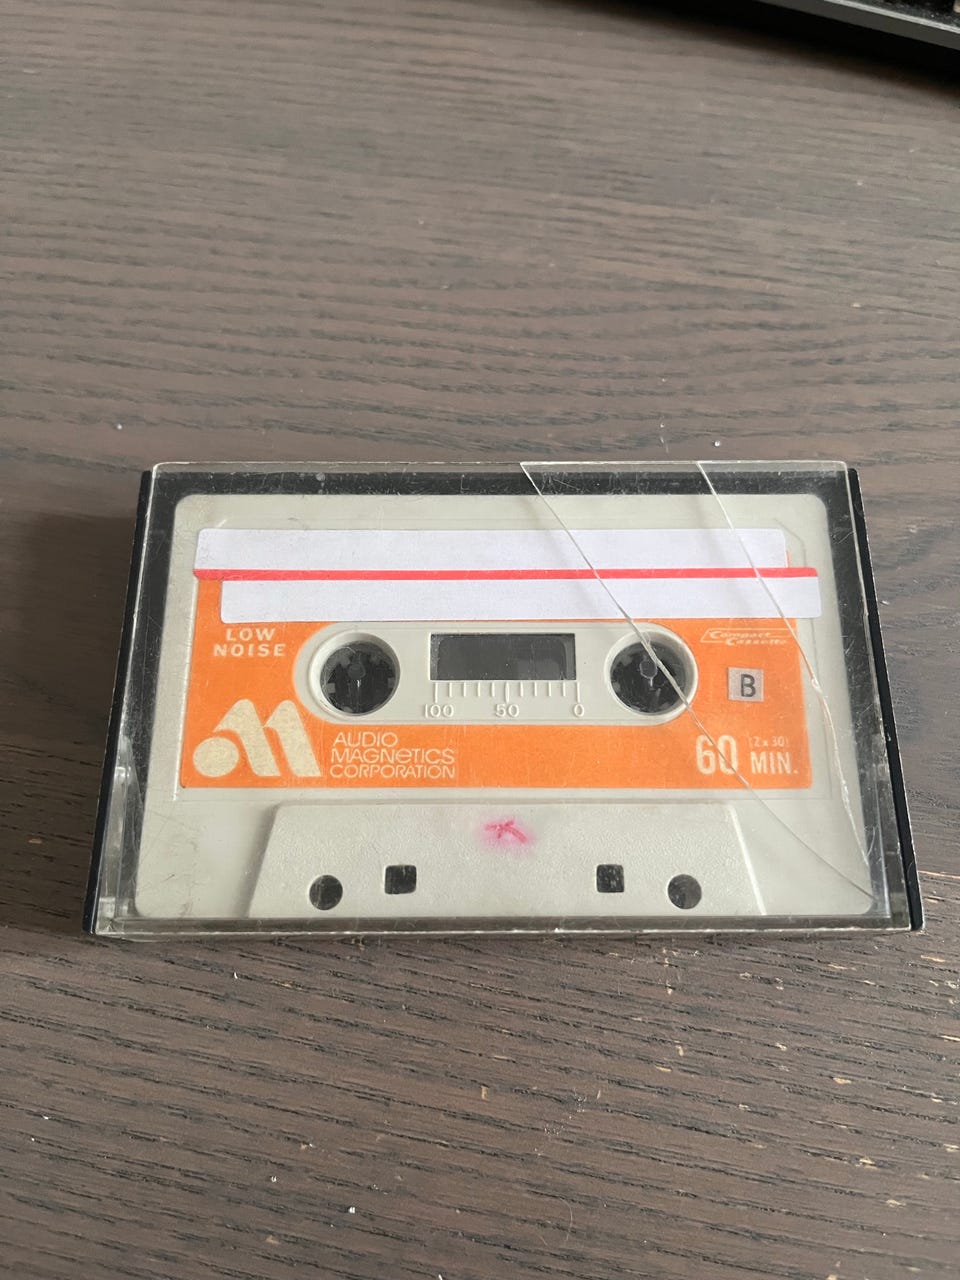 LOW
NOISE
Compact
Cassette
100 50 0
B
AUDIO
MAGNETICS
CORPORATION
60 (2 x 30)
MIN.